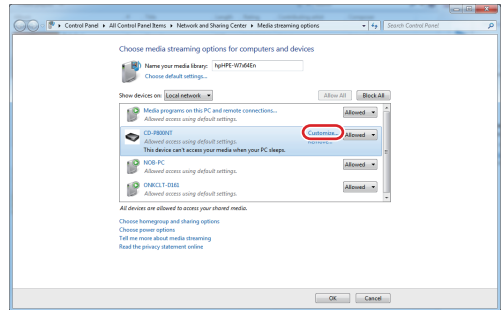 Control Panel ▸ All Control Panel Items ▸ Network and Sharing Center ▸ Media streaming options
Search Control Panel
Choose media streaming options for computers and devices
Name your media library: hpHPE-W7x64En
Choose default settings...
Show devices on: Local network
Allow All
Block All
Media programs on this PC and remote connections...
Allowed
Allowed access using default settings.
CD-P800NT
Customize...
Allowed
Allowed access using default settings.
Remove...
This device can't access your media when your PC sleeps.
NOB-PC
Allowed
Allowed access using default settings.
ONKCLT-D161
Allowed
Allowed access using default settings.
All devices are allowed to access your shared media.
Choose homegroup and sharing options
Choose power options
Tell me more about media streaming
Read the privacy statement online
OK
Cancel